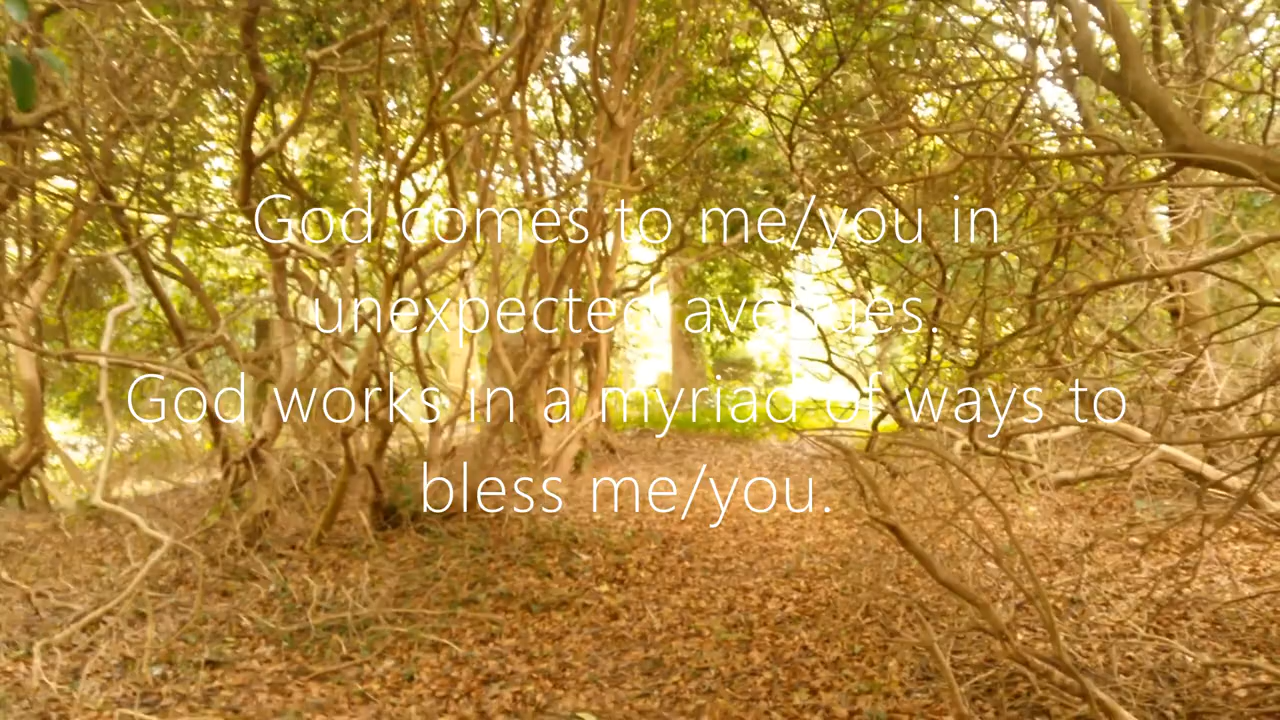 God comes to me/you in
unexpected avenues.
God works in a myriad of ways to
bless me/you.